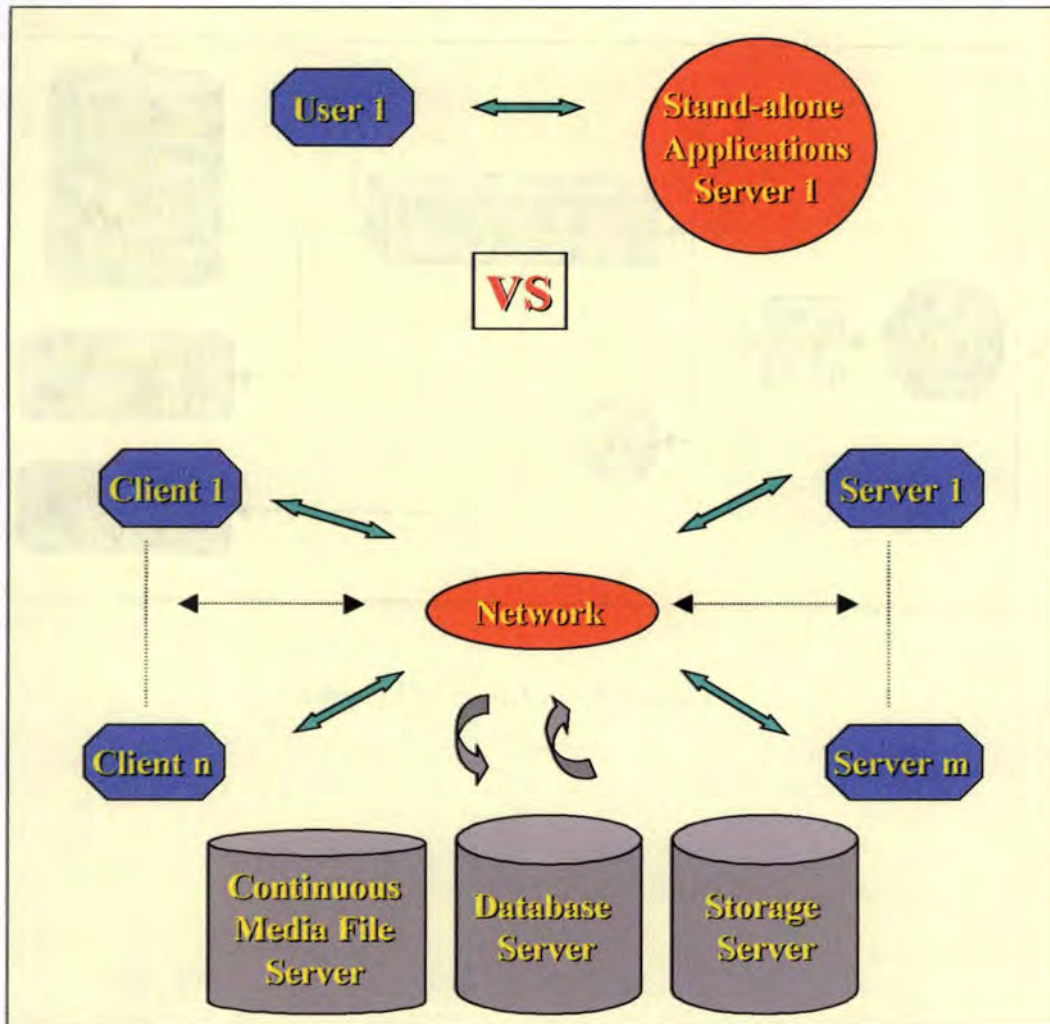 User 1
Stand-alone
Applications
Server 1
VS
Client 1
Server 1
Network
Client n
Server m
Continuous
Media File
Server
Database
Server
Storage
Server